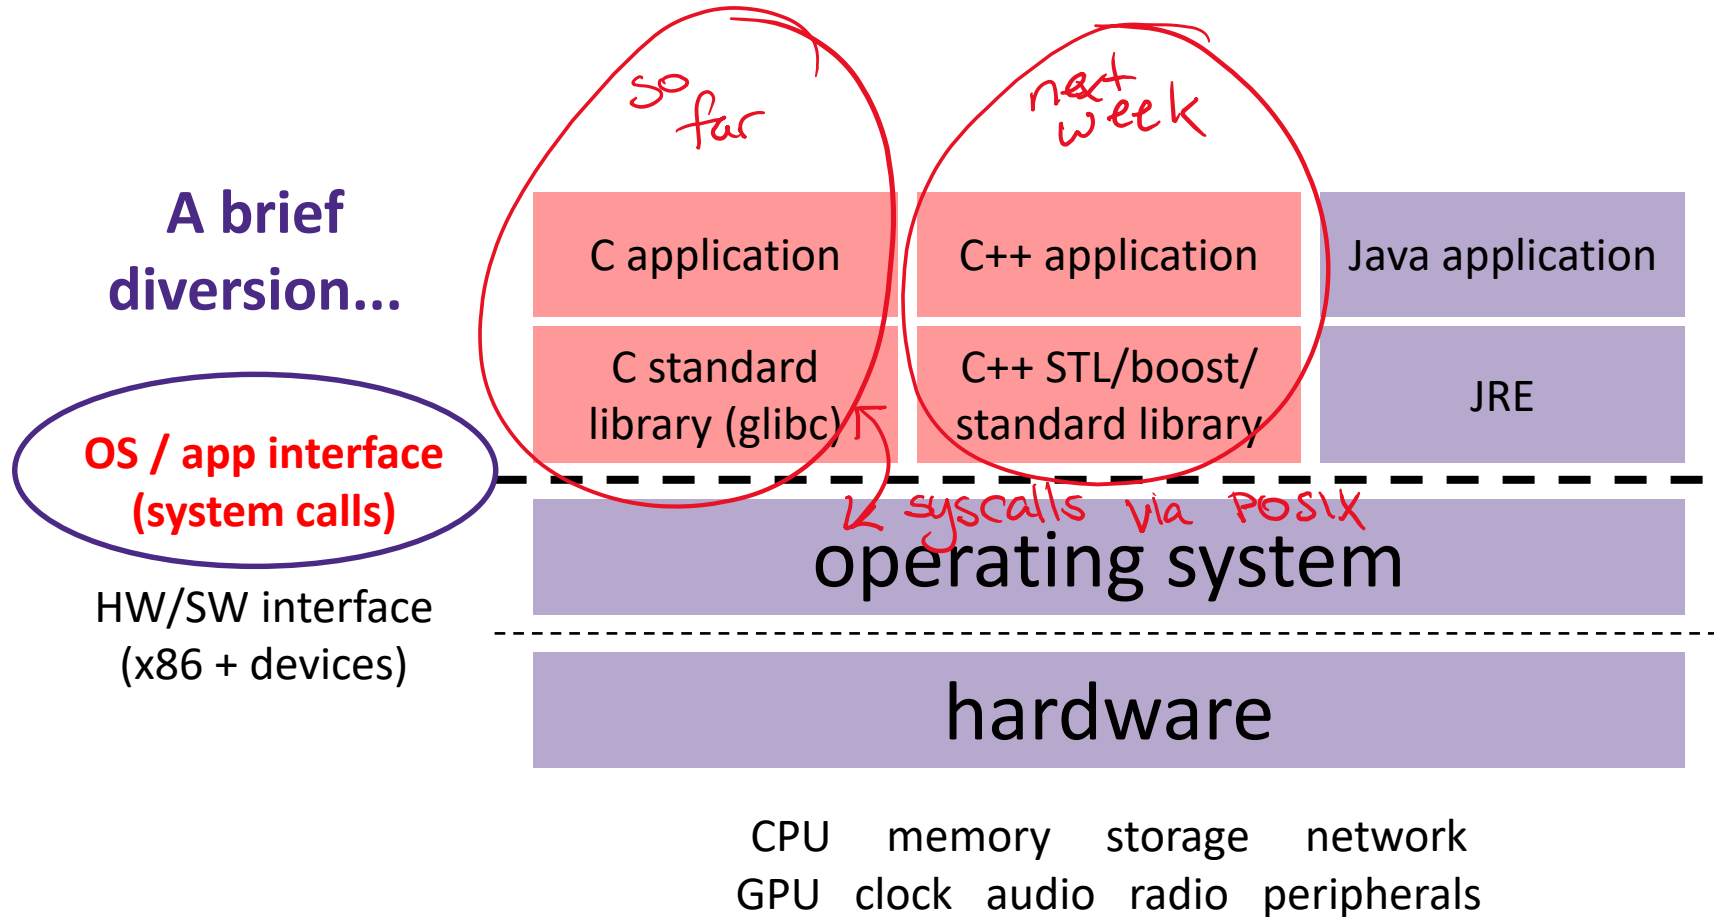 so
far
next
week
A brief
diversion...
C application
C++ application
Java application
C standard
library (glibc)
C++ STL/boost/
standard library
JRE
OS / app interface
(system calls)
syscalls via POSIX
operating system
HW/SW interface
(x86 + devices)
hardware
CPU memory storage network
GPU clock audio radio peripherals